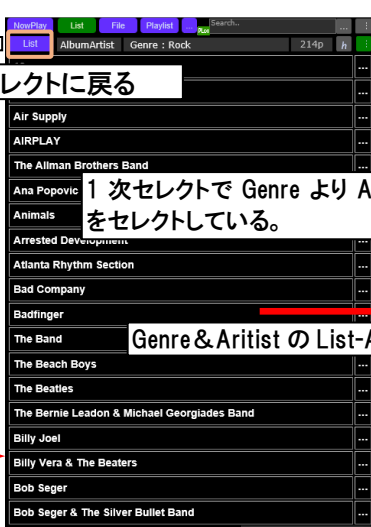 NowPlay List File Playlist ... PLay Search.. ...
List AlbumArtist Genre : Rock 214p h
レクトに戻る
...
Air Supply
AIRPLAY
The Allman Brothers Band
Ana Popovic
1 次セレクトで Genre より A
Animals
をセレクトしている。
Arrested Development
Atlanta Rhythm Section
Bad Company
Badfinger
The Band
Genre＆Aritist の List-A
The Beach Boys
The Beatles
The Bernie Leadon & Michael Georgiades Band
Billy Joel
Billy Vera & The Beaters
Bob Seger
Bob Seger & The Silver Bullet Band